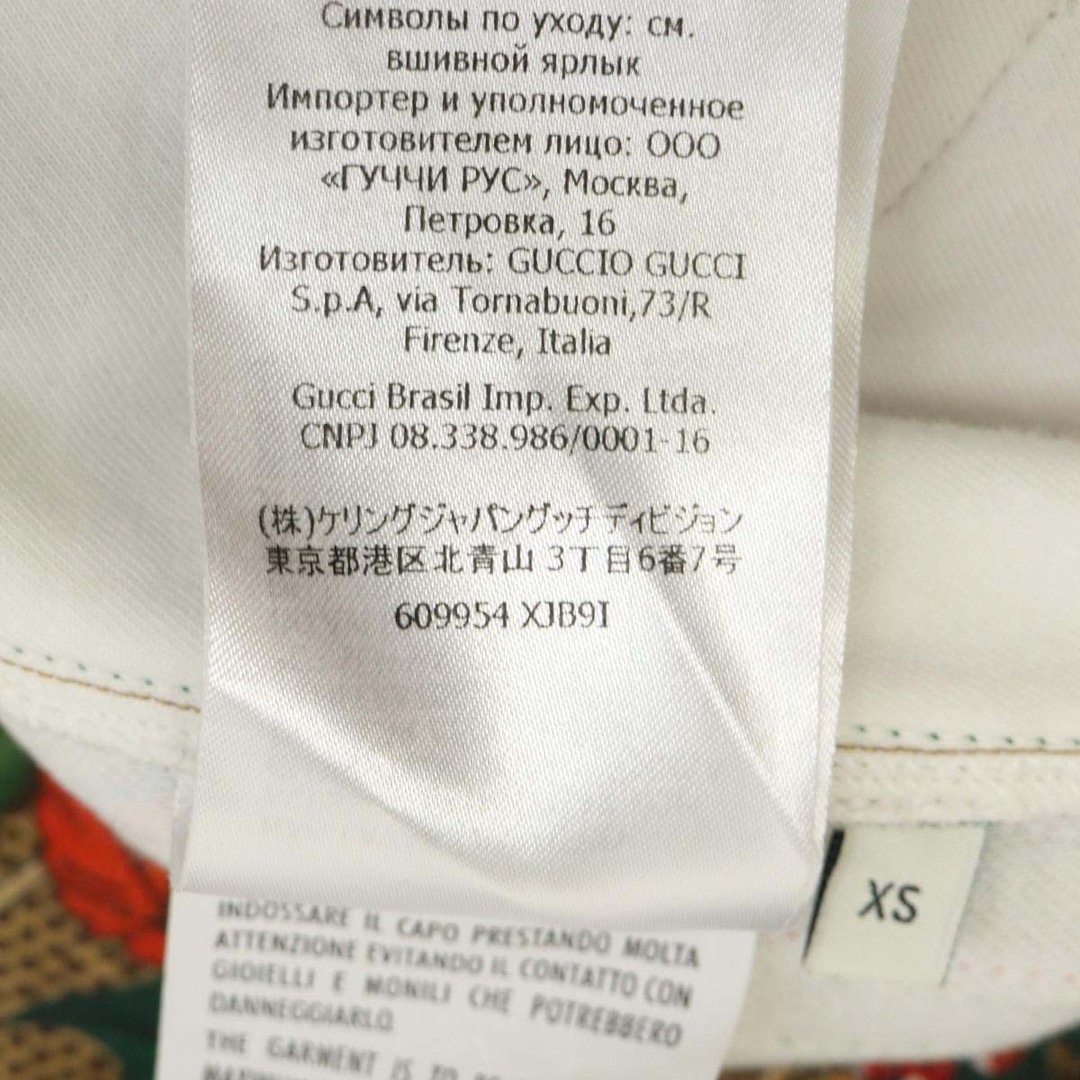 Символы по уходу: см.
вшивной ярлык
Импортер и уполномоченное
изготовителем лицо: ООО
«ГУЧЧИ РУС», Москва,
Петровка, 16
Изготовитель: GUCCIO GUCCI
S.p.A, via Tornabuoni,73/R
Firenze, Italia
Gucci Brasil Imp. Exp. Ltda.
CNPJ 08.338.986/0001-16
(株)ケリングジャパングッチ ディビジョン
東京都港区北青山 3丁目6番7号
609954 XJB9I
XS
INDOSSARE IL CAPO PRESTANDO MOLTA
ATTENZIONE EVITANDO IL CONTATTO CON
GIOIELLI E MONILI CHE POTREBBERO
DANNEGGIARLO
THE GARMENT IS TO